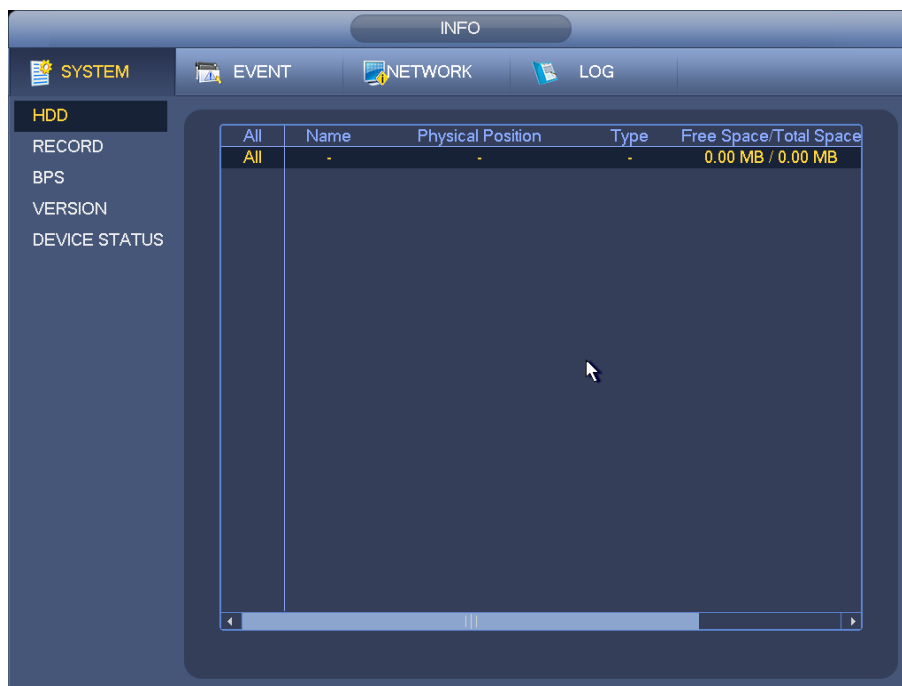 INFO
SYSTEM EVENT NETWORK LOG
HDD
RECORD
BPS
VERSION
DEVICE STATUS
All Name Physical Position Type Free Space/Total Space
All - - - 0.00 MB / 0.00 MB